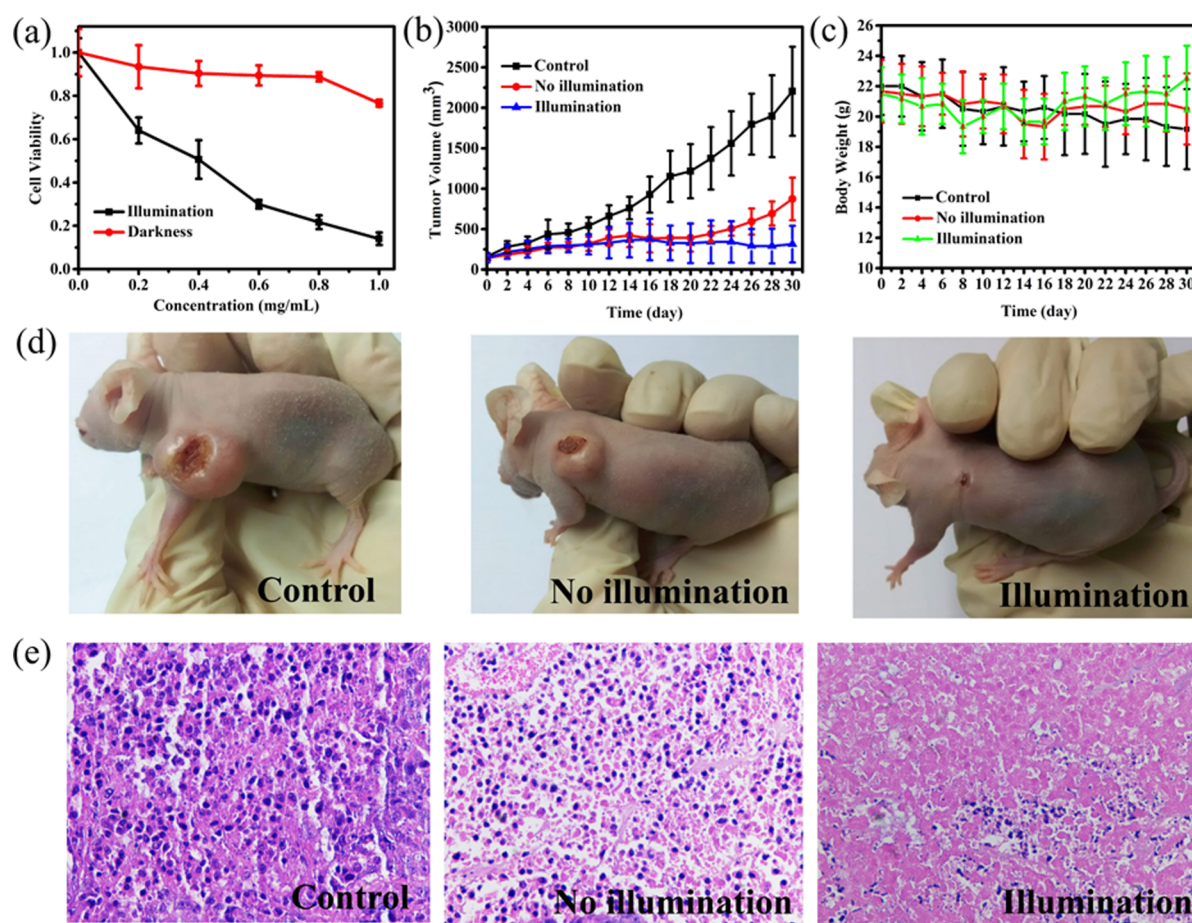 (a)
1.0
0.8
0.6
0.4
0.2
0.0
Cell Viability
Illumination
Darkness
0.0 0.2 0.4 0.6 0.8 1.0
Concentration (mg/mL)
(b)
3000
2500
2000
1500
1000
500
0
Tumor Volume (mm³)
Control
No illumination
Illumination
0 2 4 6 8 10 12 14 16 18 20 22 24 26 28 30
Time (day)
(c)
26
24
22
20
18
16
14
12
10
Body Weight (g)
Control
No illumination
Illumination
0 2 4 6 8 10 12 14 16 18 20 22 24 26 28 30
Time (day)
(d)
Control
No illumination
Illumination
(e)
Control
No illumination
Illumination